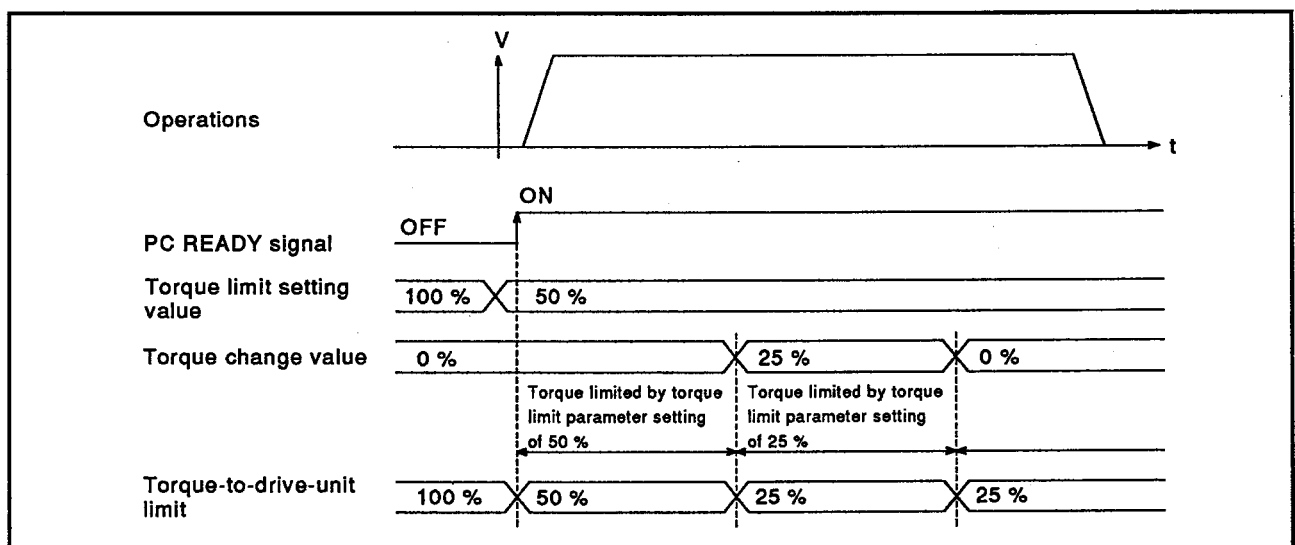 V
Operations
t
ON
OFF
PC READY signal
Torque limit setting
value
100 %
50 %
Torque change value
0 %
25 %
0 %
Torque limited by torque
limit parameter setting
of 50 %
Torque limited by torque
limit parameter setting
of 25 %
Torque-to-drive-unit
limit
100 %
50 %
25 %
25 %